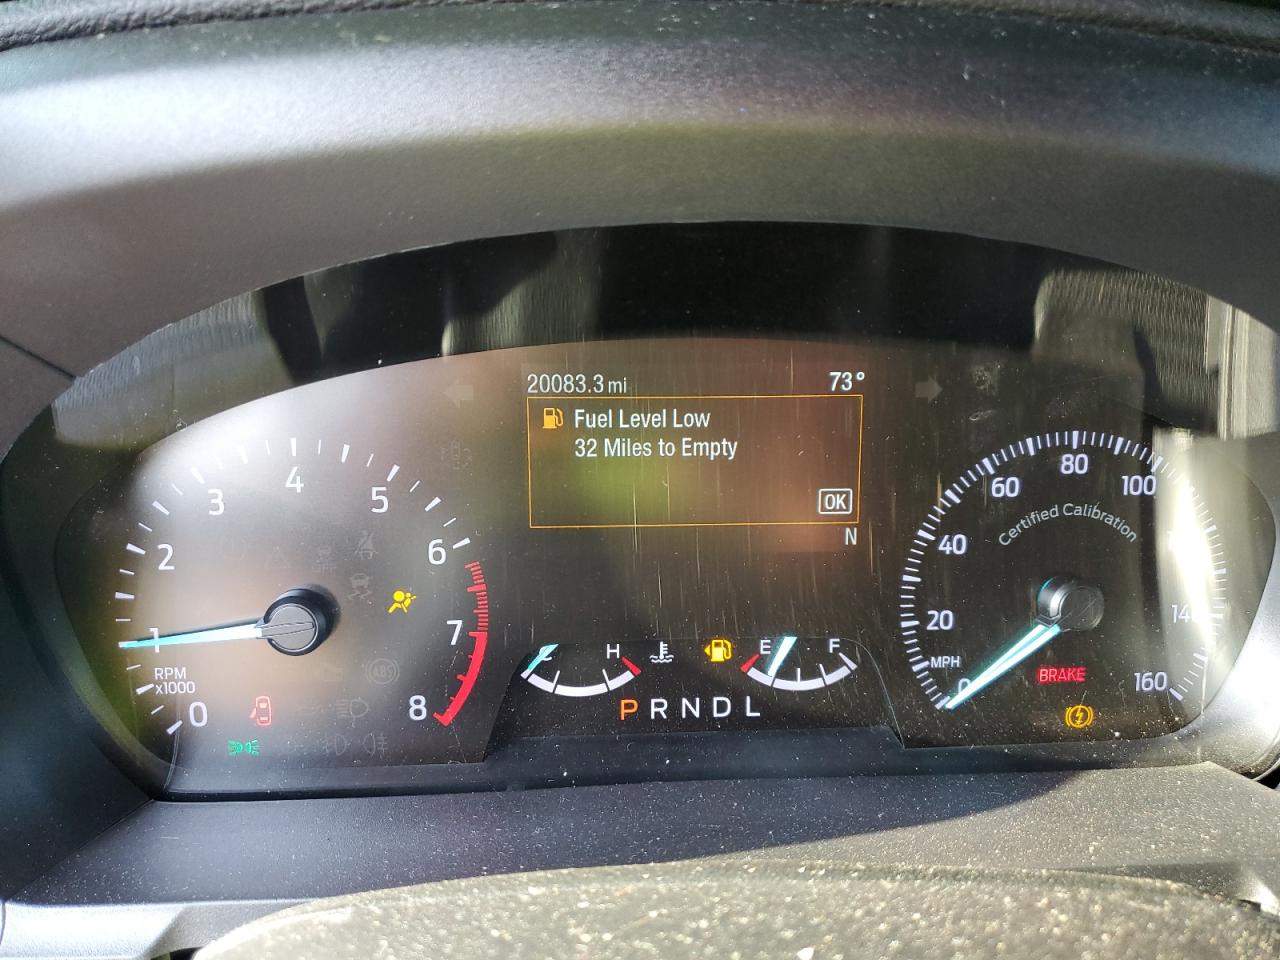 20083.3 mi 73°
Fuel Level Low
32 Miles to Empty
OK
N
0
1
2
3
4
5
6
7
8
RPM
x1000
ABS
H
E
F
P R N D L
0
20
40
60
80
100
160
MPH
Certified Calibration
BRAKE